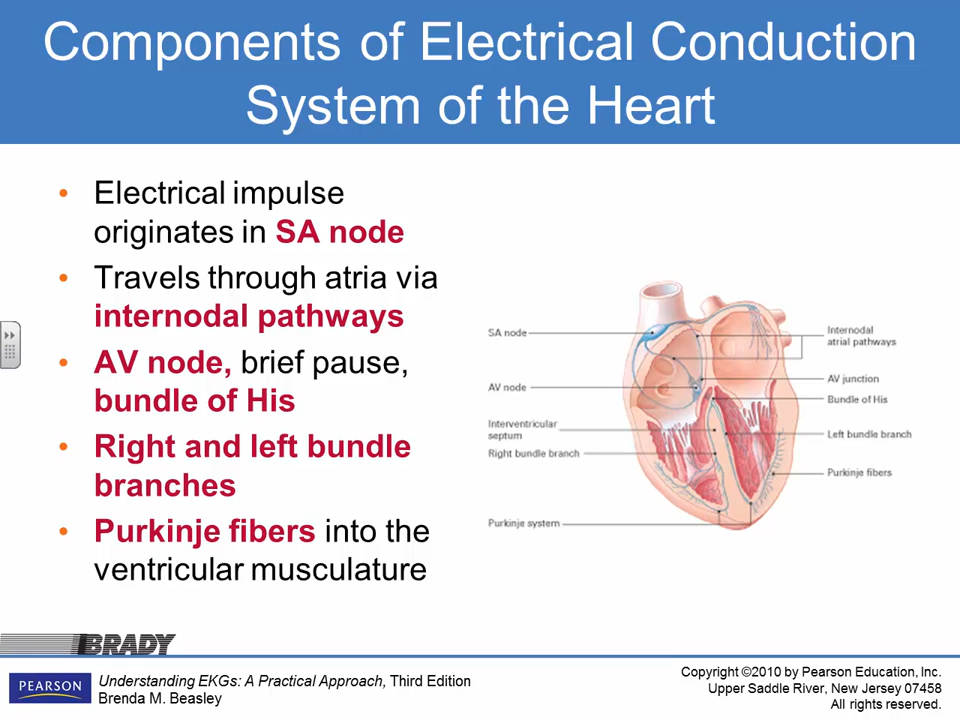 Components of Electrical Conduction
System of the Heart
• Electrical impulse
originates in SA node
• Travels through atria via
internodal pathways
• AV node, brief pause,
bundle of His
• Right and left bundle
branches
• Purkinje fibers into the
ventricular musculature
SA node
AV node
Interventricular
septum
Right bundle branch
Purkinje system
Internodal
atrial pathways
AV junction
Bundle of His
Left bundle branch
Purkinje fibers
BRADY
PEARSON
Understanding EKGs: A Practical Approach, Third Edition
Brenda M. Beasley
Copyright ©2010 by Pearson Education, Inc.
Upper Saddle River, New Jersey 07458
All rights reserved.